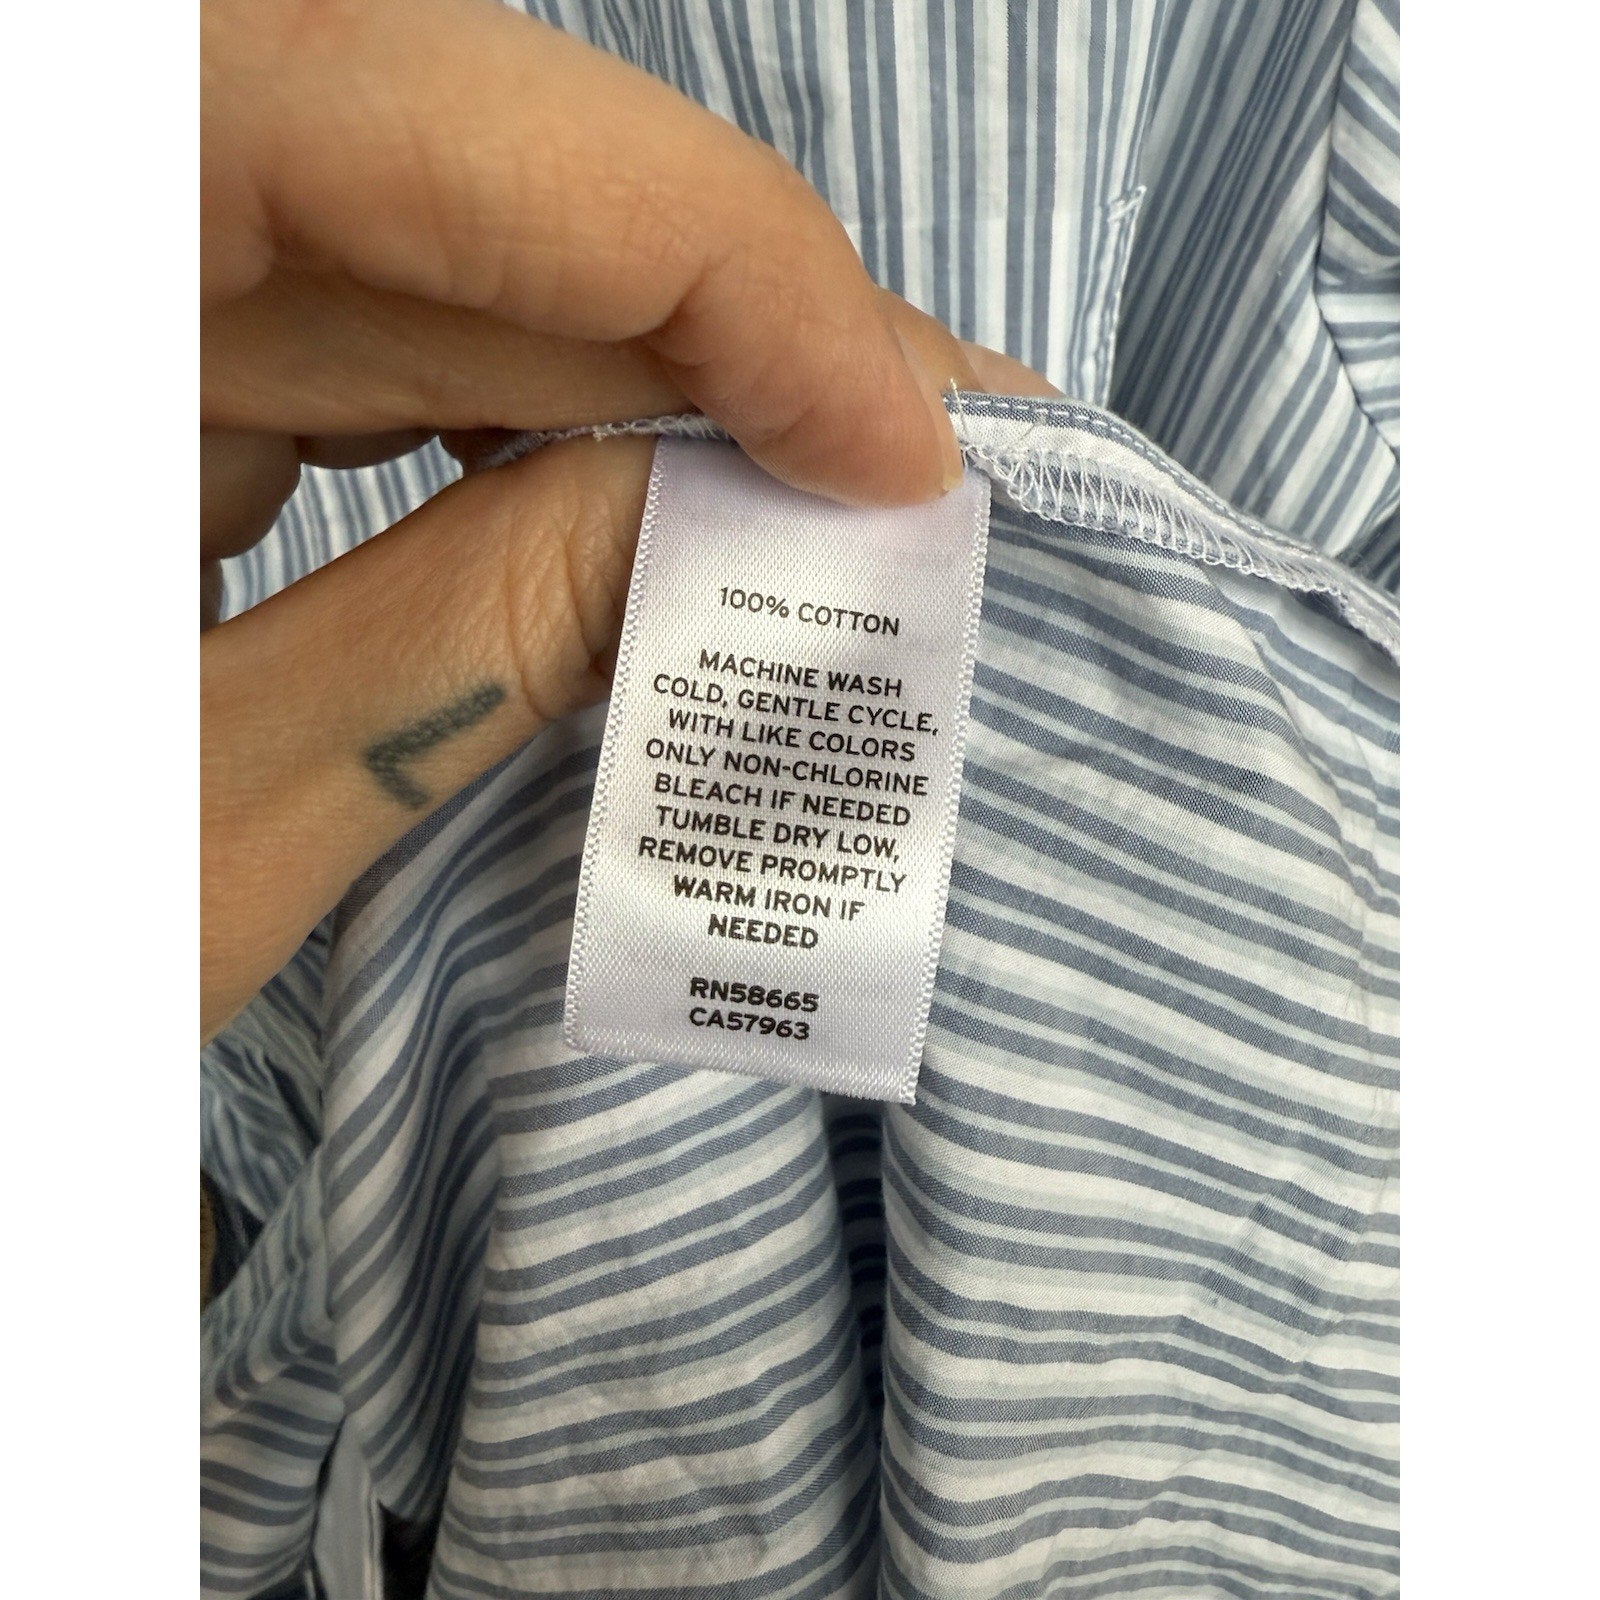 100% COTTON
MACHINE WASH
COLD, GENTLE CYCLE,
WITH LIKE COLORS
ONLY NON-CHLORINE
BLEACH IF NEEDED
TUMBLE DRY LOW,
REMOVE PROMPTLY
WARM IRON IF
NEEDED
RN58665
CA57963